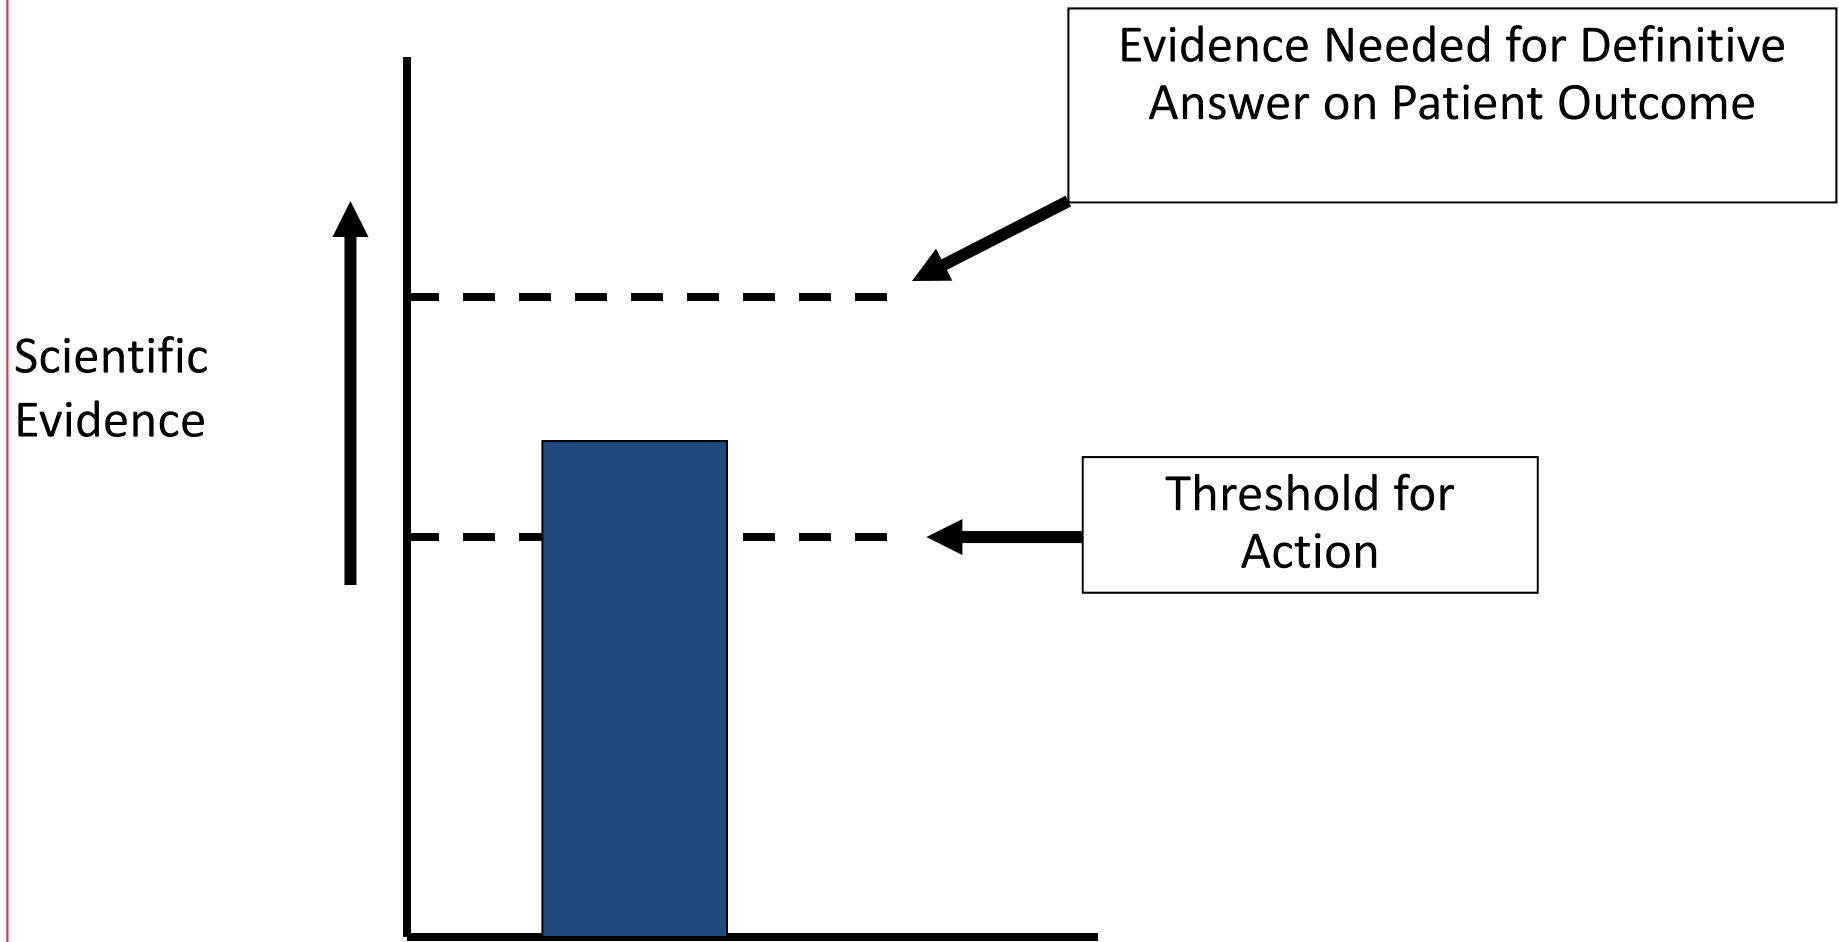 Evidence Needed for Definitive
Answer on Patient Outcome
Scientific
Evidence
Threshold for
Action